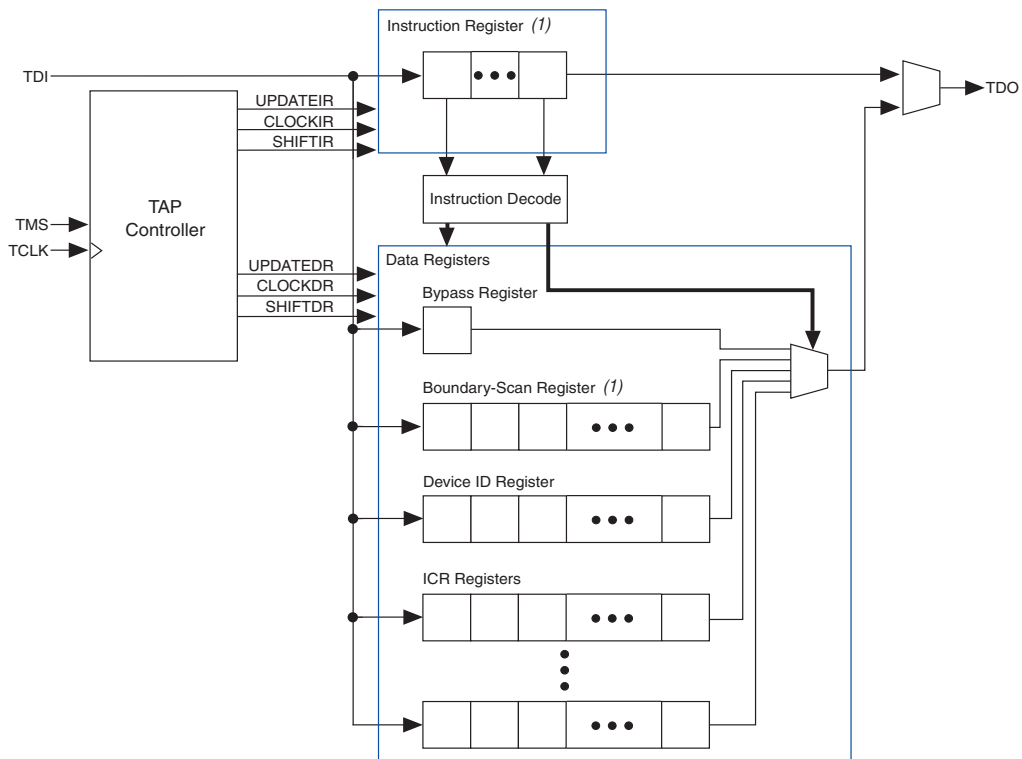 Instruction Register (1)
TDI
TDO
UPDATEIR
CLOCKIR
SHIFTIR
TAP
Controller
Instruction Decode
TMS
TCLK
Data Registers
UPDATEDR
CLOCKDR
SHIFTDR
Bypass Register
Boundary-Scan Register (1)
Device ID Register
ICR Registers